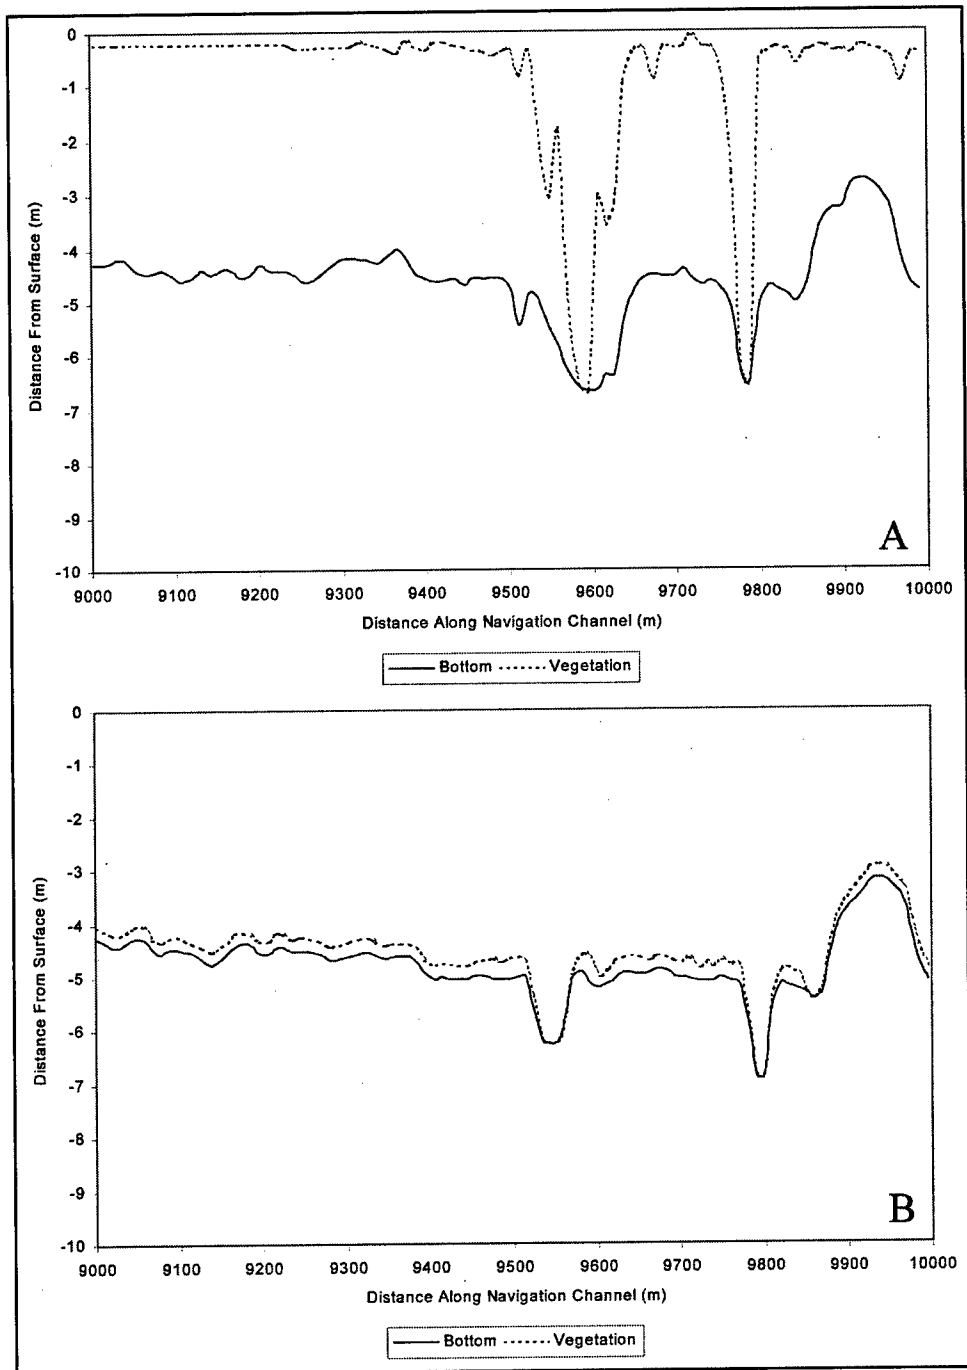 0
-1
-2
-3
-4
-5
-6
-7
-8
-9
-10
Distance From Surface (m)
A
9000 9100 9200 9300 9400 9500 9600 9700 9800 9900 10000
Distance Along Navigation Channel (m)
Bottom Vegetation
0
-1
-2
-3
-4
-5
-6
-7
-8
-9
-10
Distance From Surface (m)
B
9000 9100 9200 9300 9400 9500 9600 9700 9800 9900 10000
Distance Along Navigation Channel (m)
Bottom Vegetation